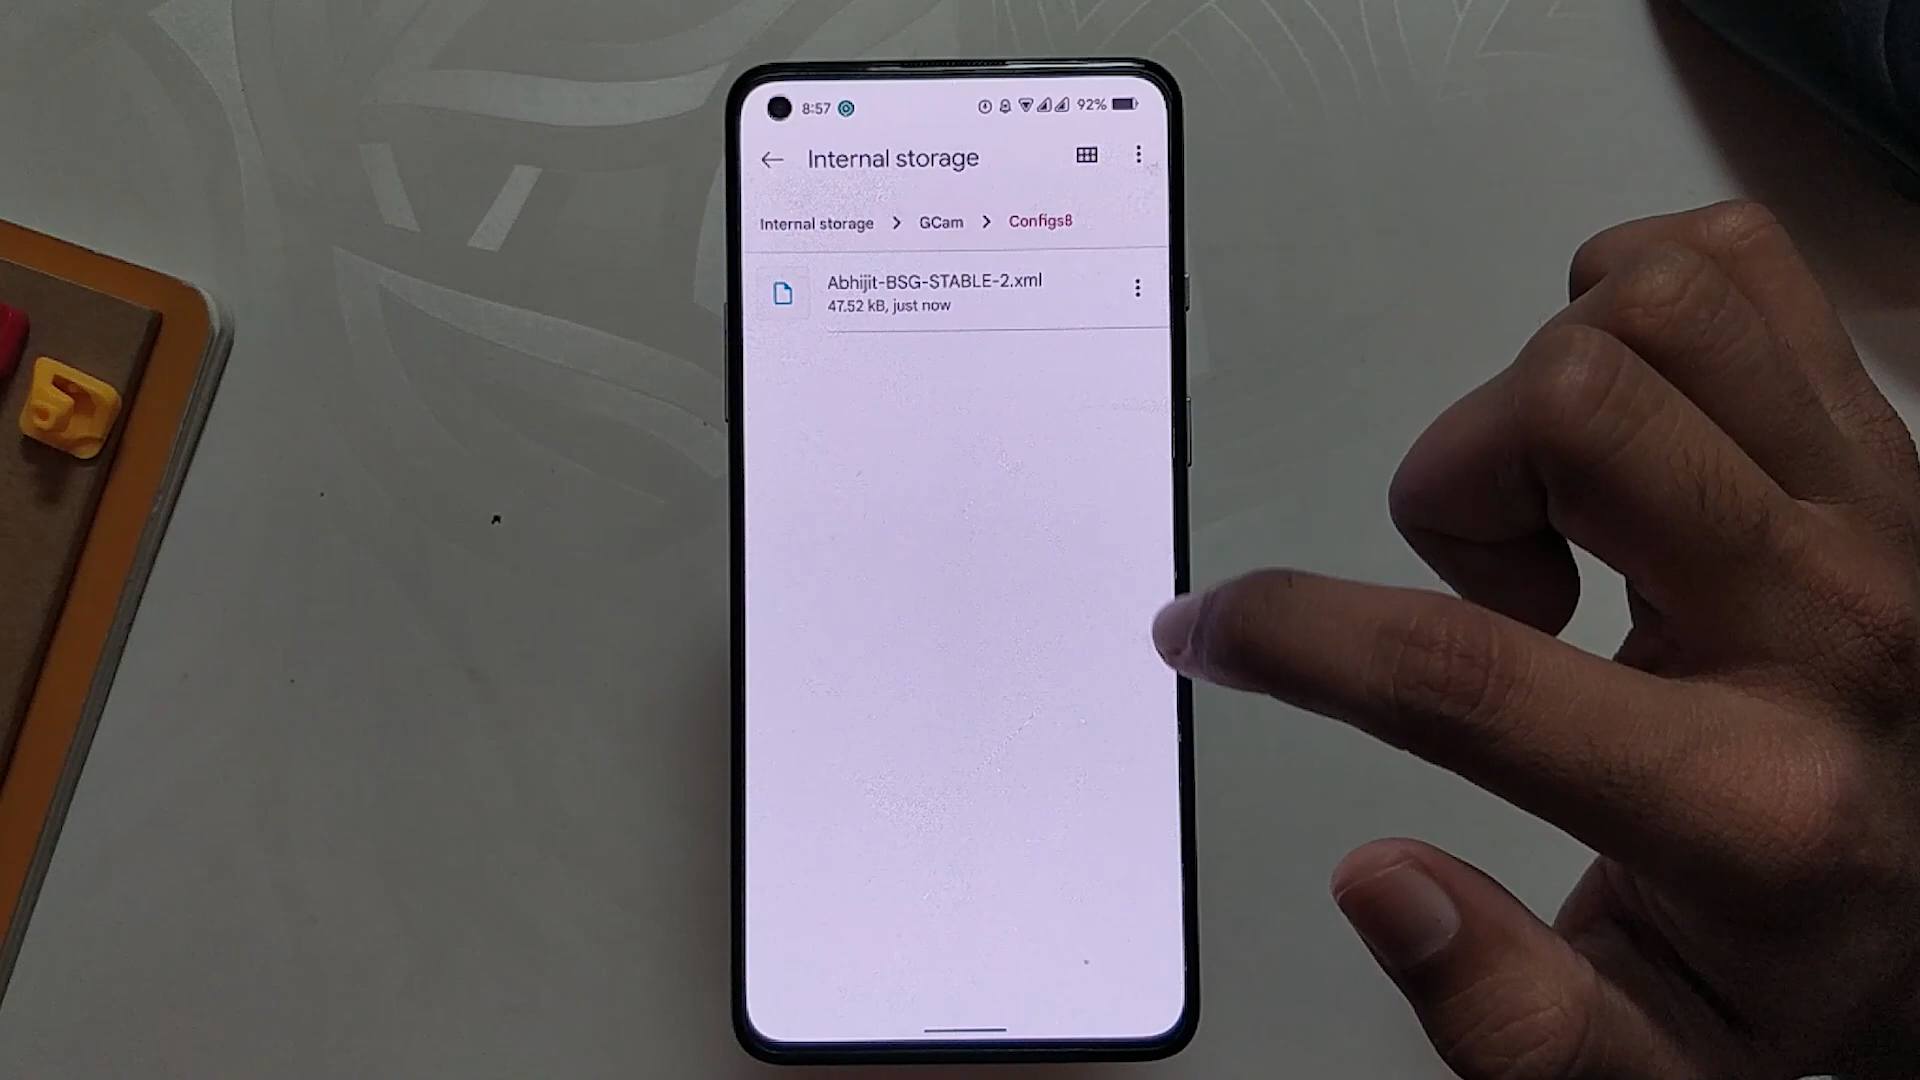 8:57 92%
Internal storage
Internal storage > GCam > Configs8
Abhijit-BSG-STABLE-2.xml
47.52 kB, just now